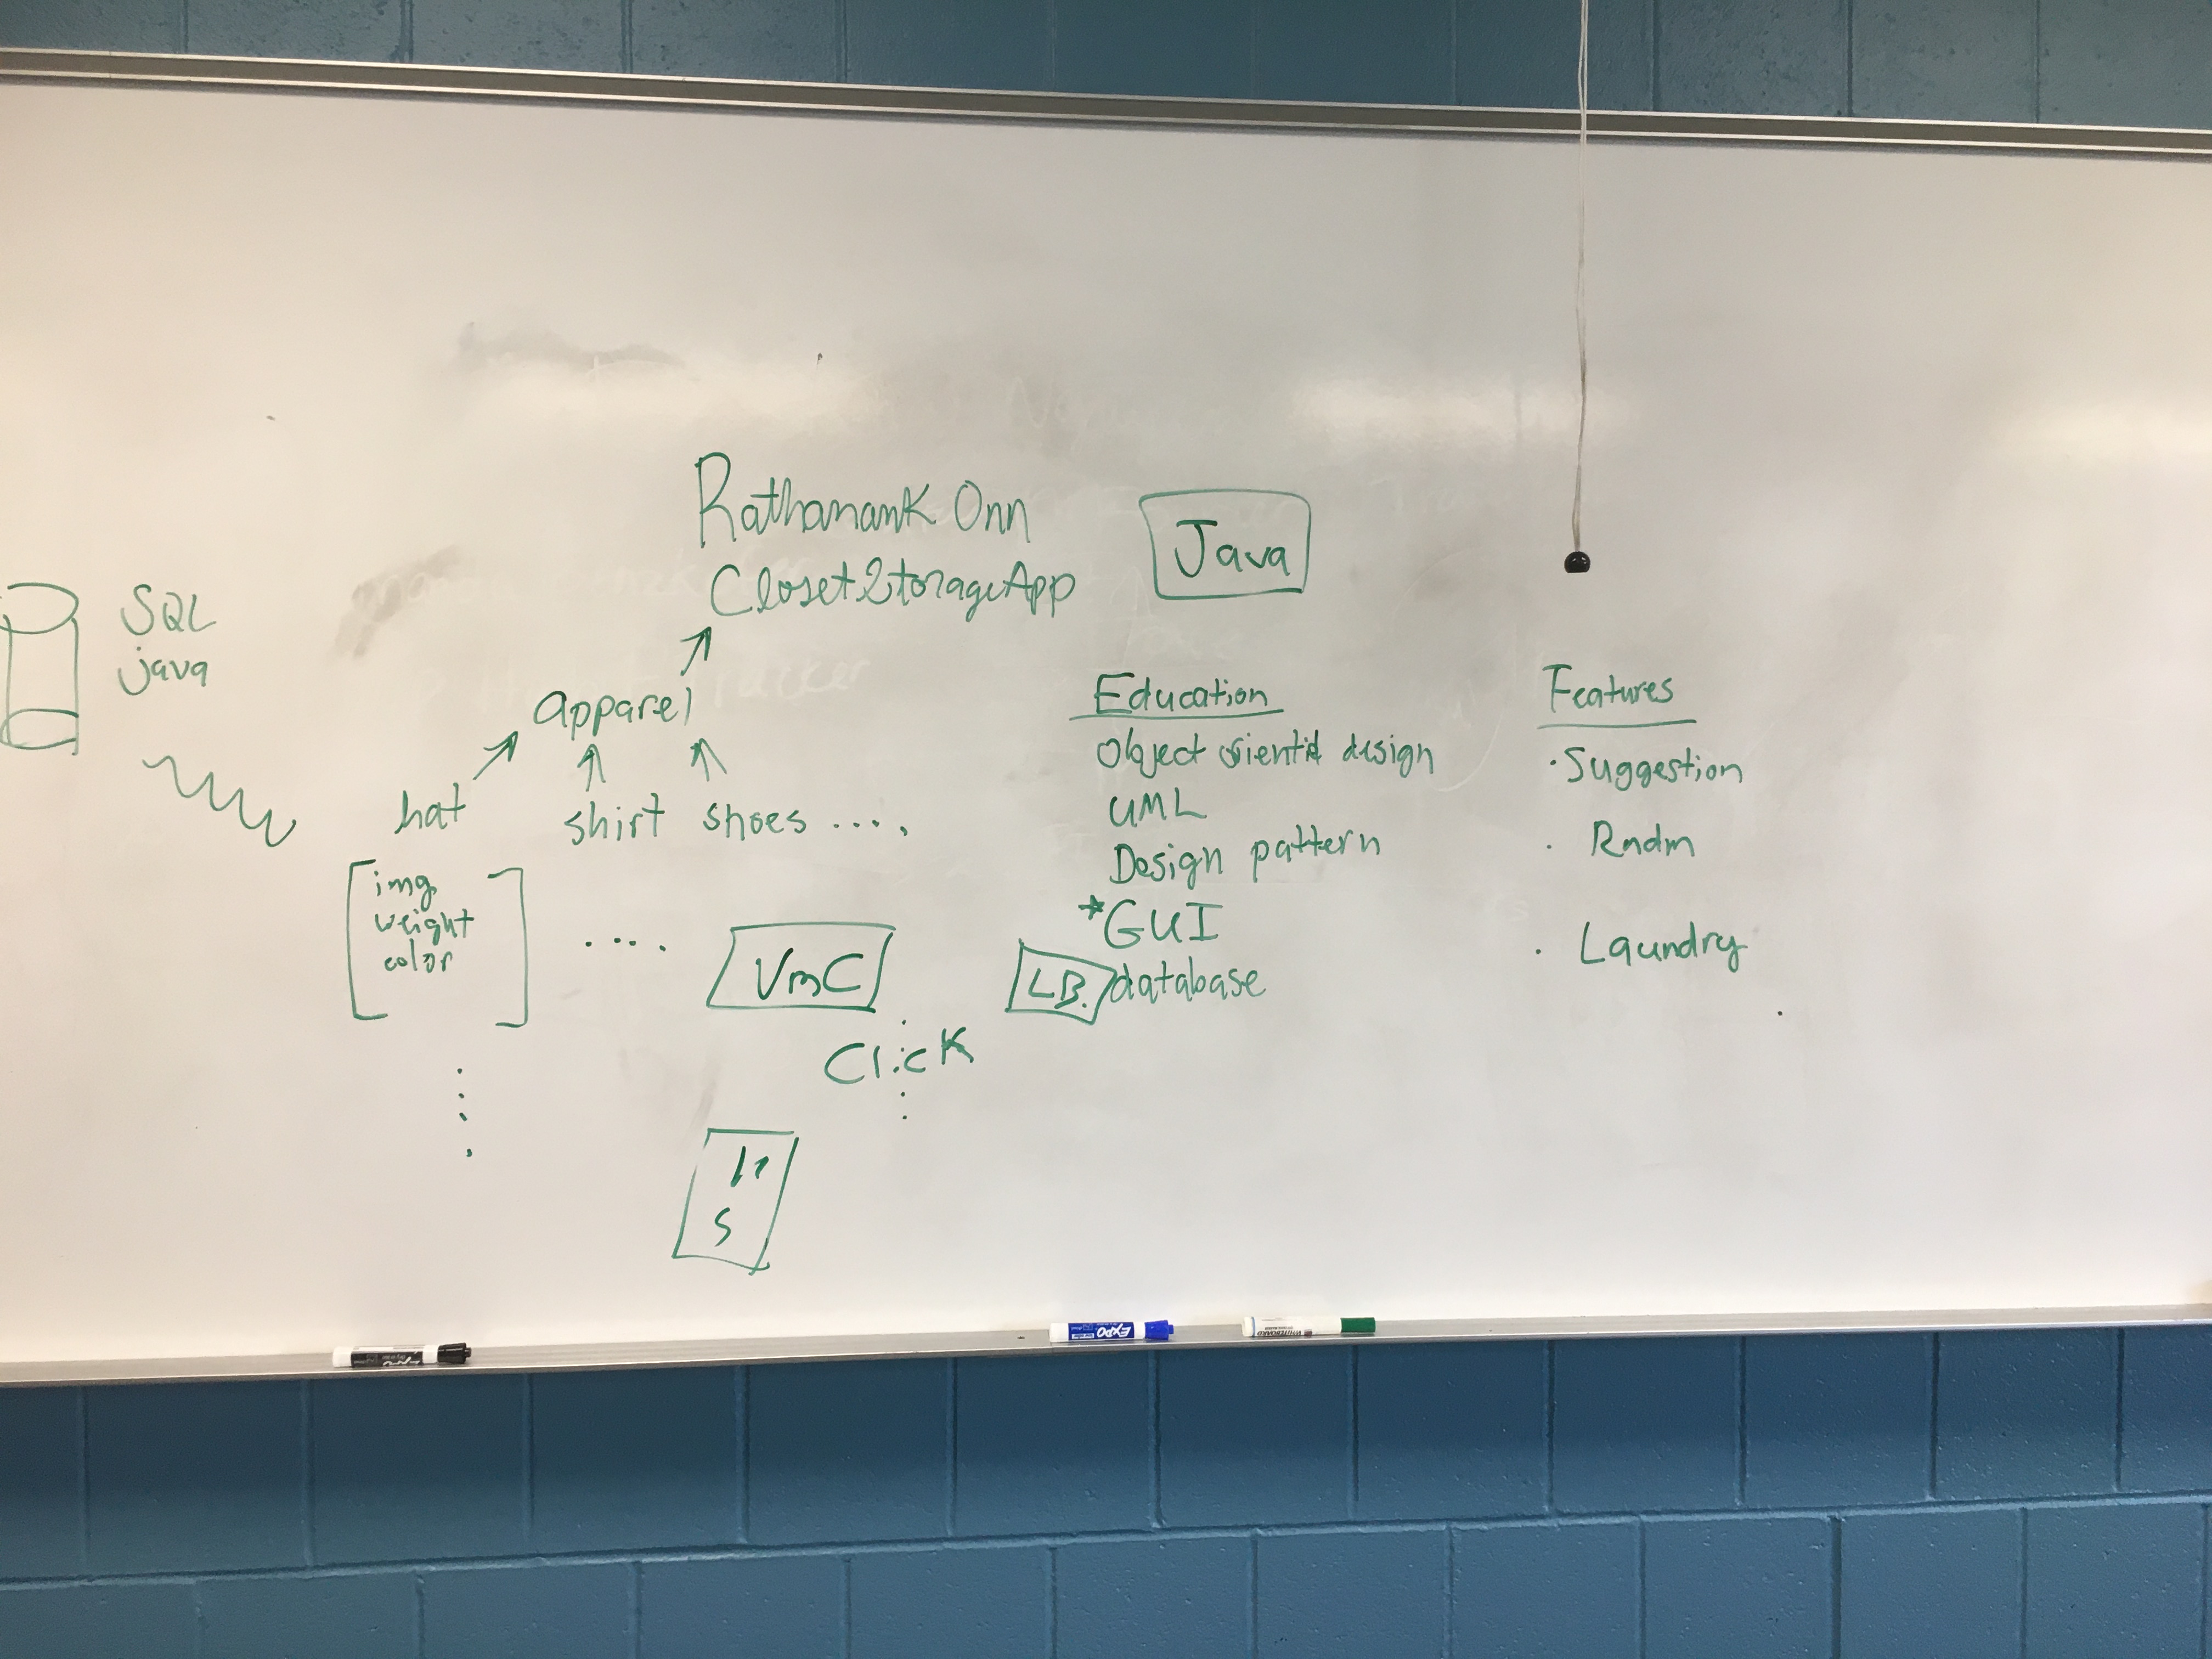 Rathanank Onn
Closet2torageApp
Java
SQL
java
apparel
hat shirt shoes ....
img
weight
color
....
VmC
Click
S
Education
Object oriented design
UML
Design pattern
*GUI
LB. database
Features
· Suggestion
· Rndm
· Laundry
EXPO